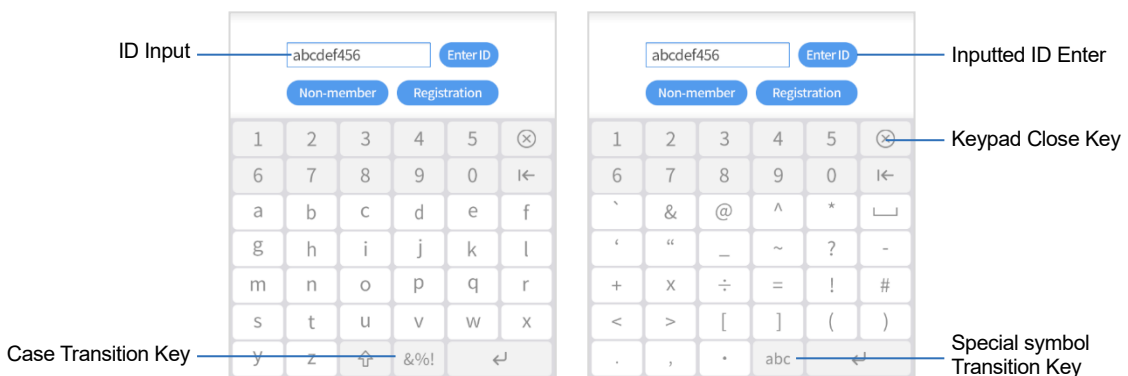 ID Input
abcdef456
Enter ID
Non-member
Registration
1 2 3 4 5
6 7 8 9 0
a b c d e f
g h i j k l
m n o p q r
s t u v w x
y z &%!
Case Transition Key
abcdef456
Enter ID
Inputted ID Enter
Non-member
Registration
1 2 3 4 5
Keypad Close Key
6 7 8 9 0
` & @ ^ *
‘ “ _ ~ ? -
+ x ÷ = ! #
< > [ ] ( )
. , · abc
Special symbol
Transition Key